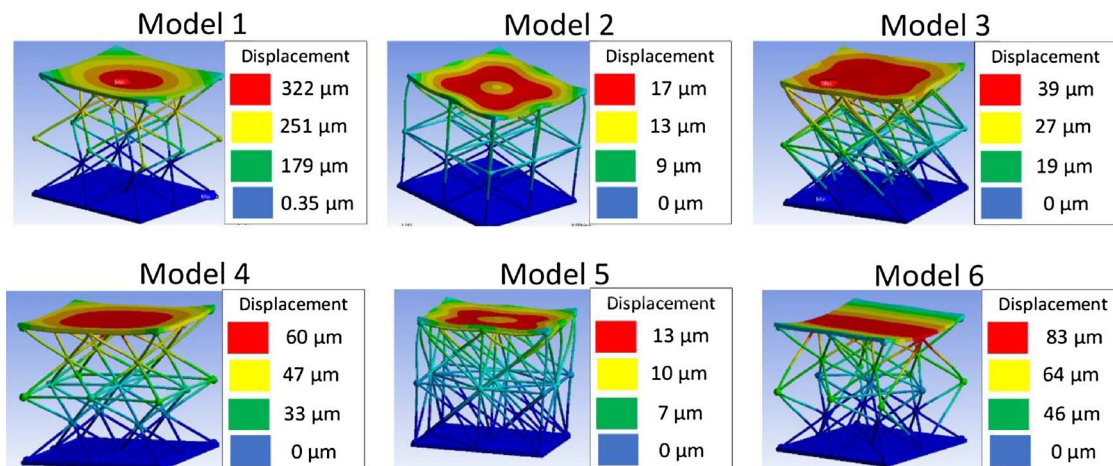 Model 1
Displacement
322 µm
251 µm
179 µm
0.35 µm
Model 2
Displacement
17 µm
13 µm
9 µm
0 µm
Model 3
Displacement
39 µm
27 µm
19 µm
0 µm
Model 4
Displacement
60 µm
47 µm
33 µm
0 µm
Model 5
Displacement
13 µm
10 µm
7 µm
0 µm
Model 6
Displacement
83 µm
64 µm
46 µm
0 µm